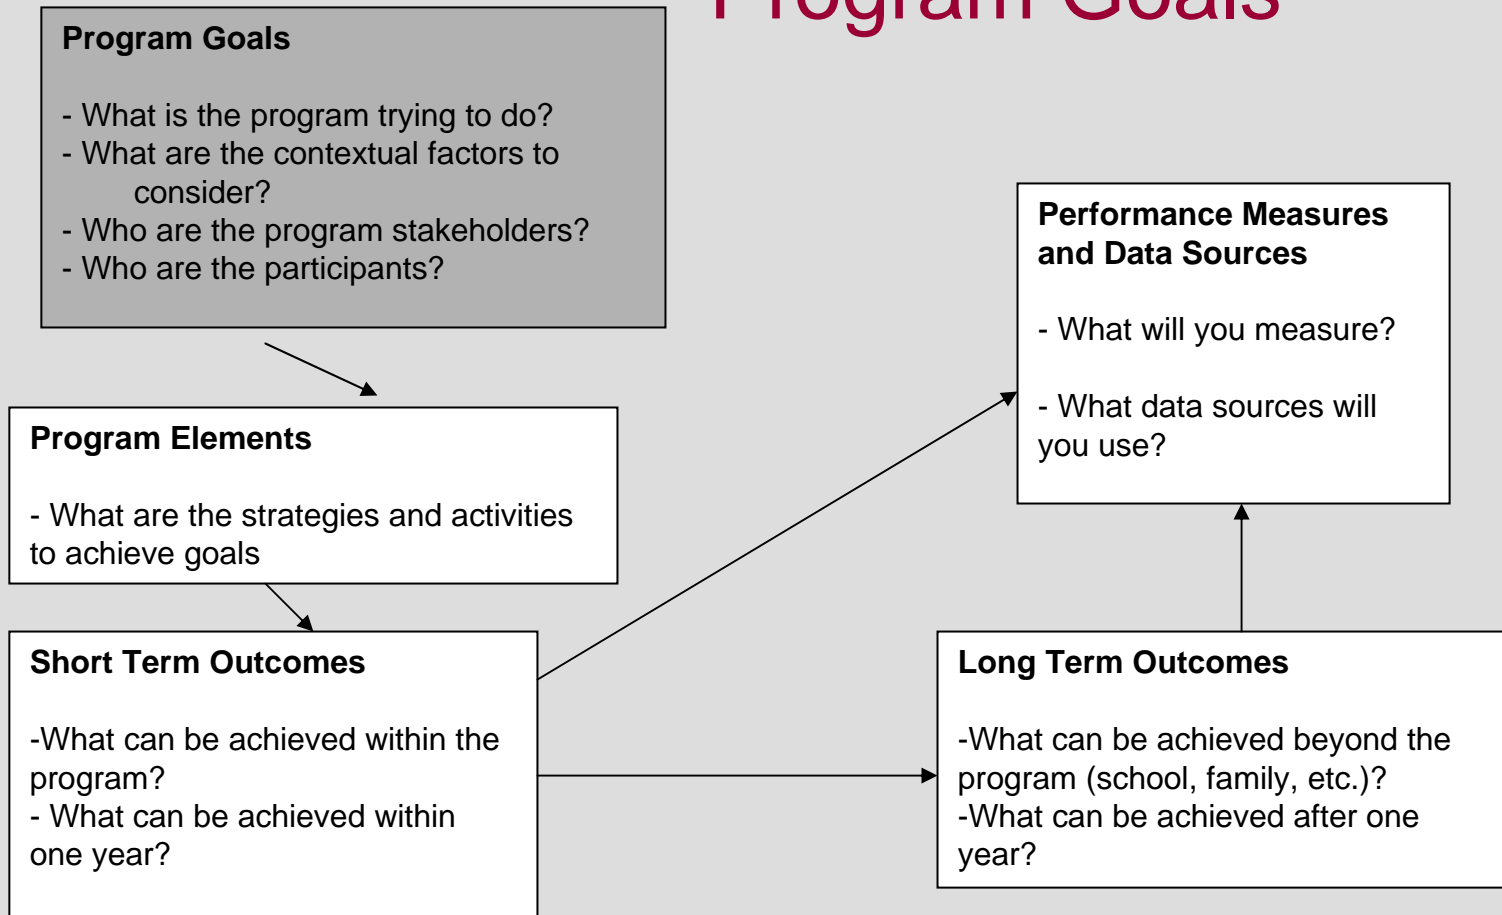 Program Goals
Program Goals
- What is the program trying to do?
- What are the contextual factors to
consider?
- Who are the program stakeholders?
- Who are the participants?
Performance Measures
and Data Sources
- What will you measure?
- What data sources will
you use?
Program Elements
- What are the strategies and activities
to achieve goals
Short Term Outcomes
-What can be achieved within the
program?
- What can be achieved within
one year?
Long Term Outcomes
-What can be achieved beyond the
program (school, family, etc.)?
-What can be achieved after one
year?